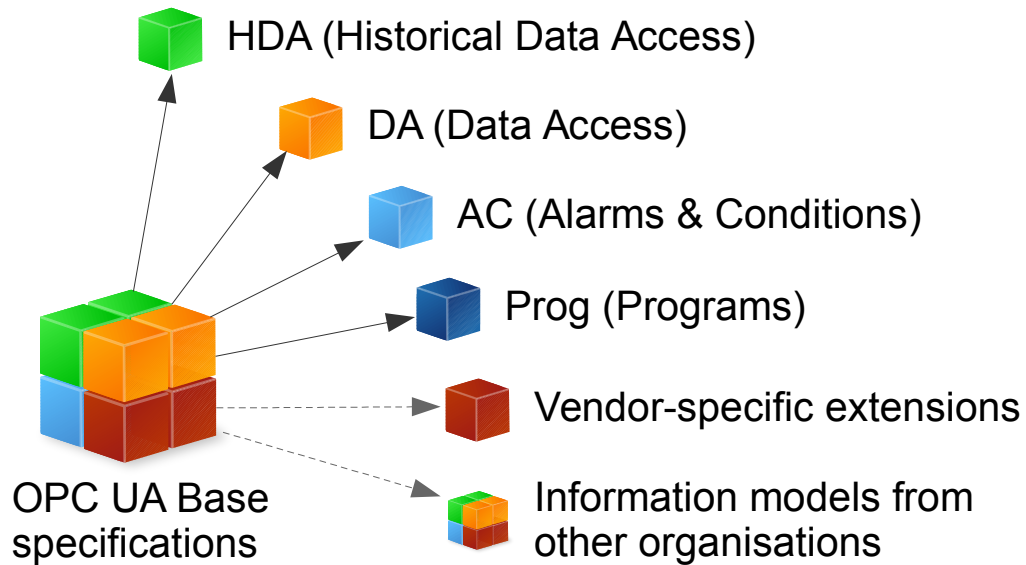 HDA (Historical Data Access)
DA (Data Access)
AC (Alarms & Conditions)
Prog (Programs)
Vendor-specific extensions
OPC UA Base
specifications
Information models from
other organisations